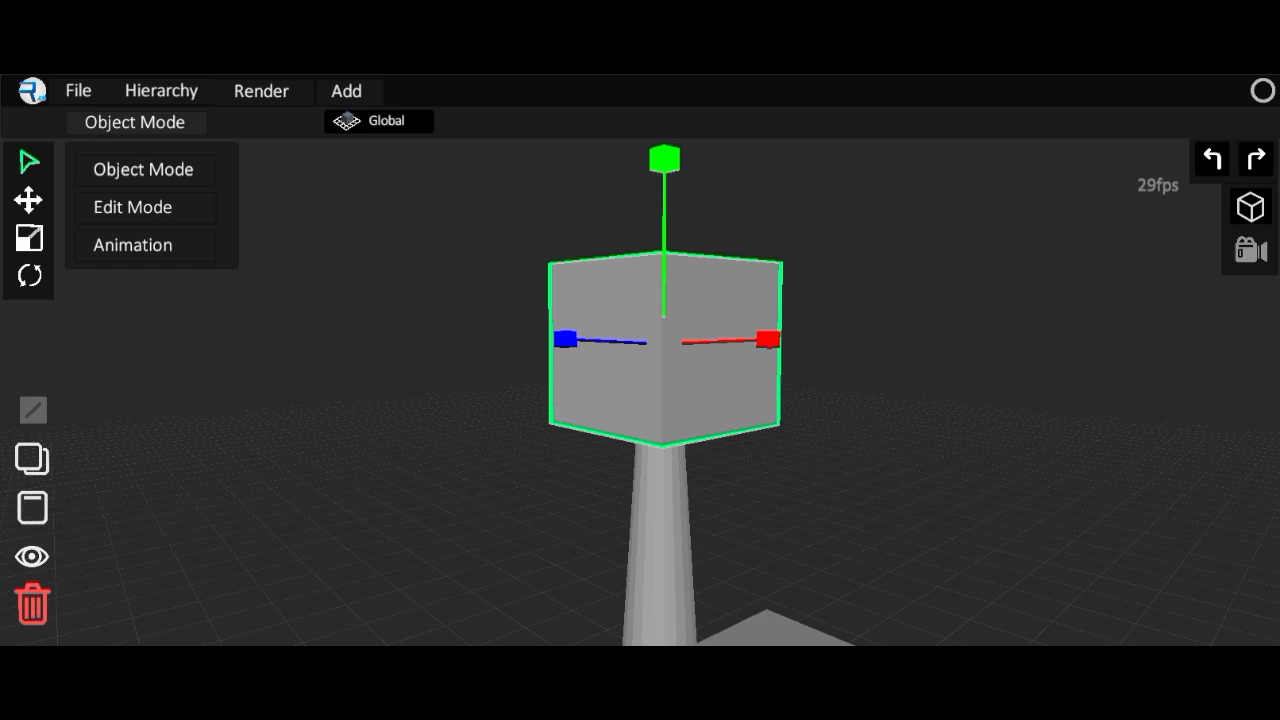 File Hierarchy Render Add
Object Mode Global
Object Mode
Edit Mode
Animation
29fps